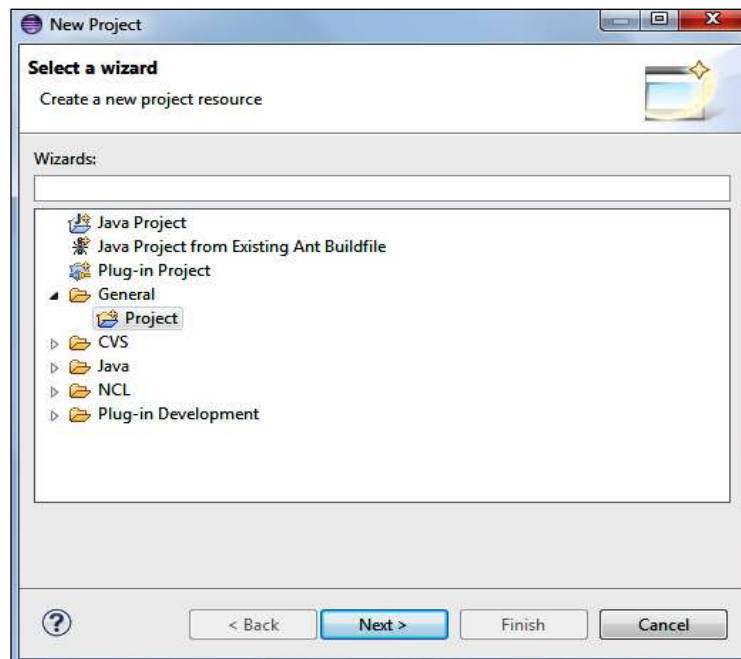 New Project
Select a wizard
Create a new project resource
Wizards:
Java Project
Java Project from Existing Ant Buildfile
Plug-in Project
General
Project
CVS
Java
NCL
Plug-in Development
? < Back Next > Finish Cancel